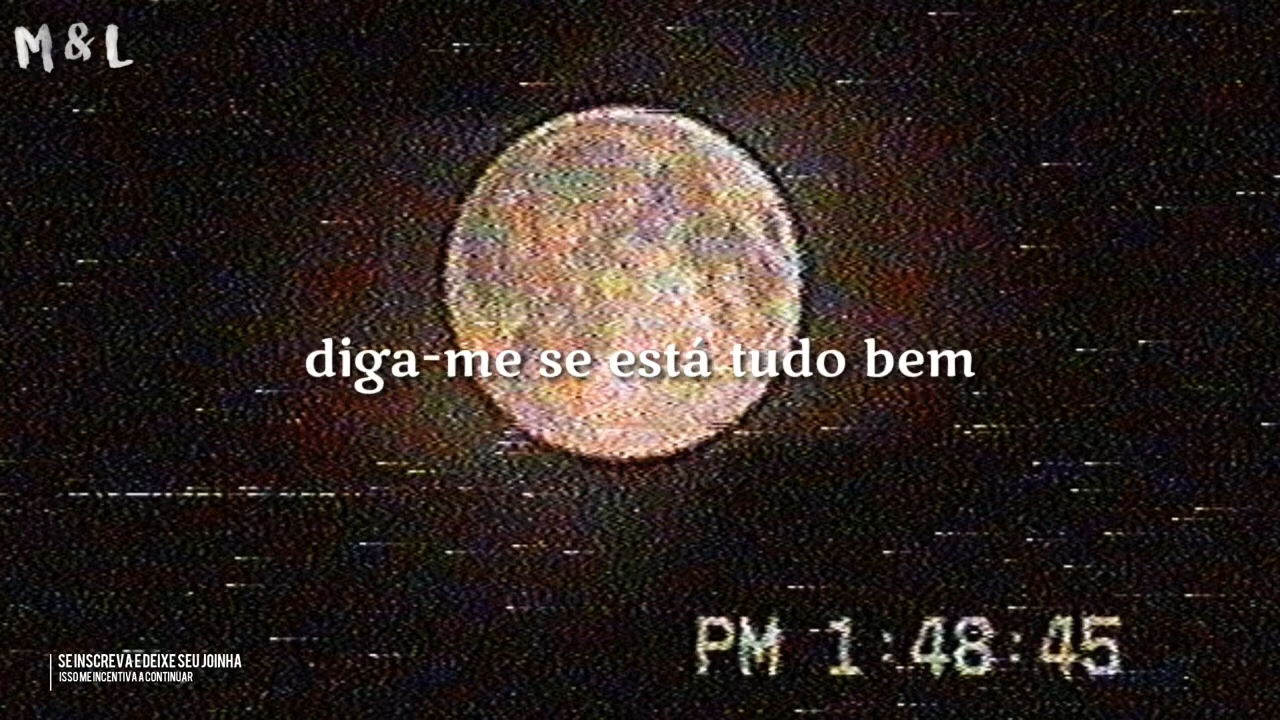 M & L
diga-me se está tudo bem
PM 1:48:45
SE INSCREVA E DEIXE SEU JOINHA
ISSO ME INCENTIVA A CONTINUAR